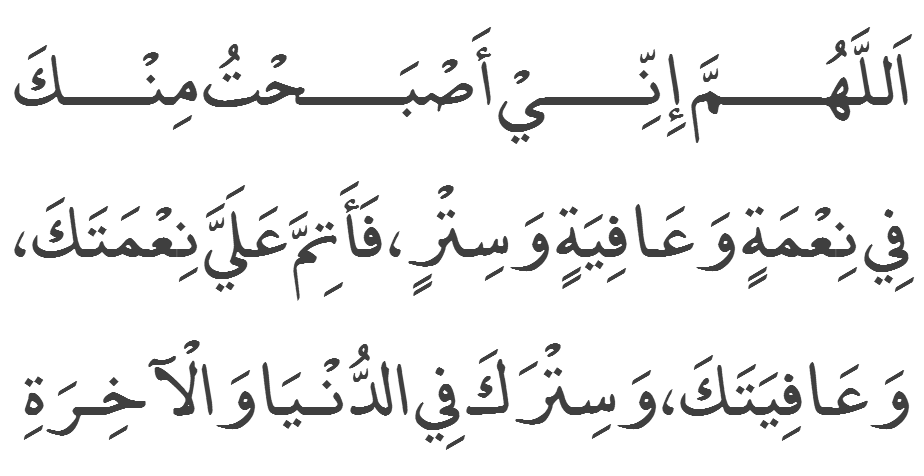 اَللَّهُمَّ إِنِّيْ أَصْبَحْتُ مِنْكَ
فِي نِعْمَةٍ وَعَافِيَةٍ وَسِتْرٍ، فَأَتِمَّ عَلَيَّ نِعْمَتَكَ،
وَعَافِيَتَكَ، وَسِتْرَكَ فِي الدُّنْيَا وَالْآخِرَةِ